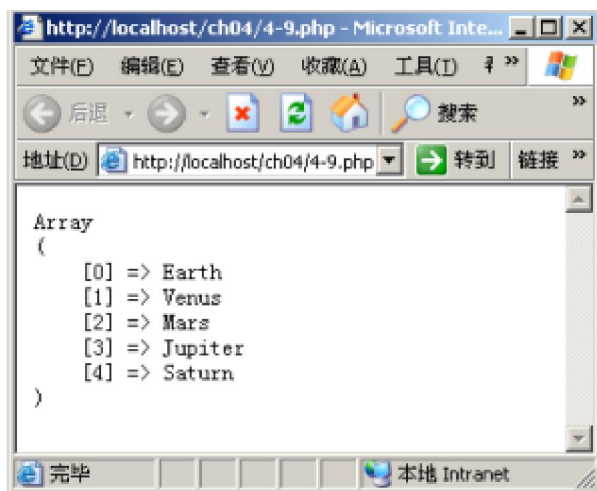 http://localhost/ch04/4-9.php - Microsoft Inte...
文件(F) 编辑(E) 查看(V) 收藏(A) 工具(T) »
后退 搜索 »
地址(D) http://localhost/ch04/4-9.php 转到 链接 »
Array
(
[0] => Earth
[1] => Venus
[2] => Mars
[3] => Jupiter
[4] => Saturn
)
完毕 本地 Intranet